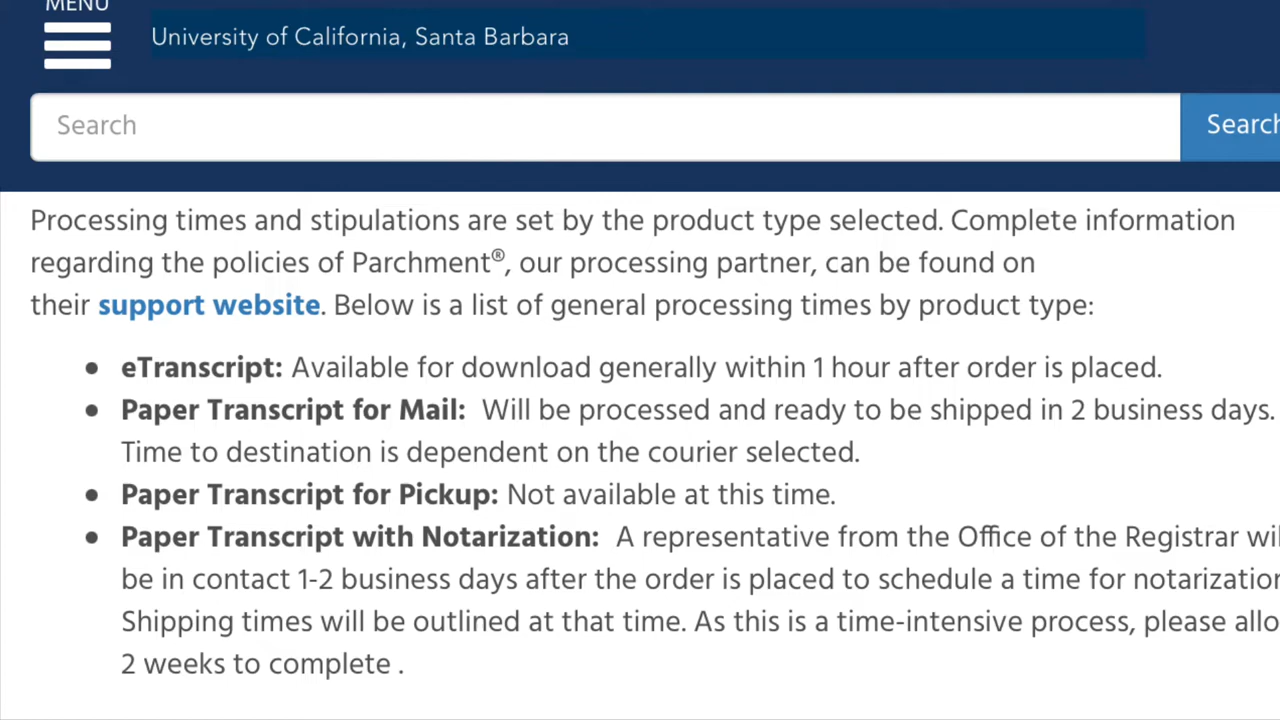 MENU
University of California, Santa Barbara
Search
Search
Processing times and stipulations are set by the product type selected. Complete information
regarding the policies of Parchment®, our processing partner, can be found on
their support website. Below is a list of general processing times by product type:
• eTranscript: Available for download generally within 1 hour after order is placed.
• Paper Transcript for Mail: Will be processed and ready to be shipped in 2 business days.
Time to destination is dependent on the courier selected.
• Paper Transcript for Pickup: Not available at this time.
• Paper Transcript with Notarization: A representative from the Office of the Registrar wil
be in contact 1-2 business days after the order is placed to schedule a time for notarization
Shipping times will be outlined at that time. As this is a time-intensive process, please allo
2 weeks to complete .